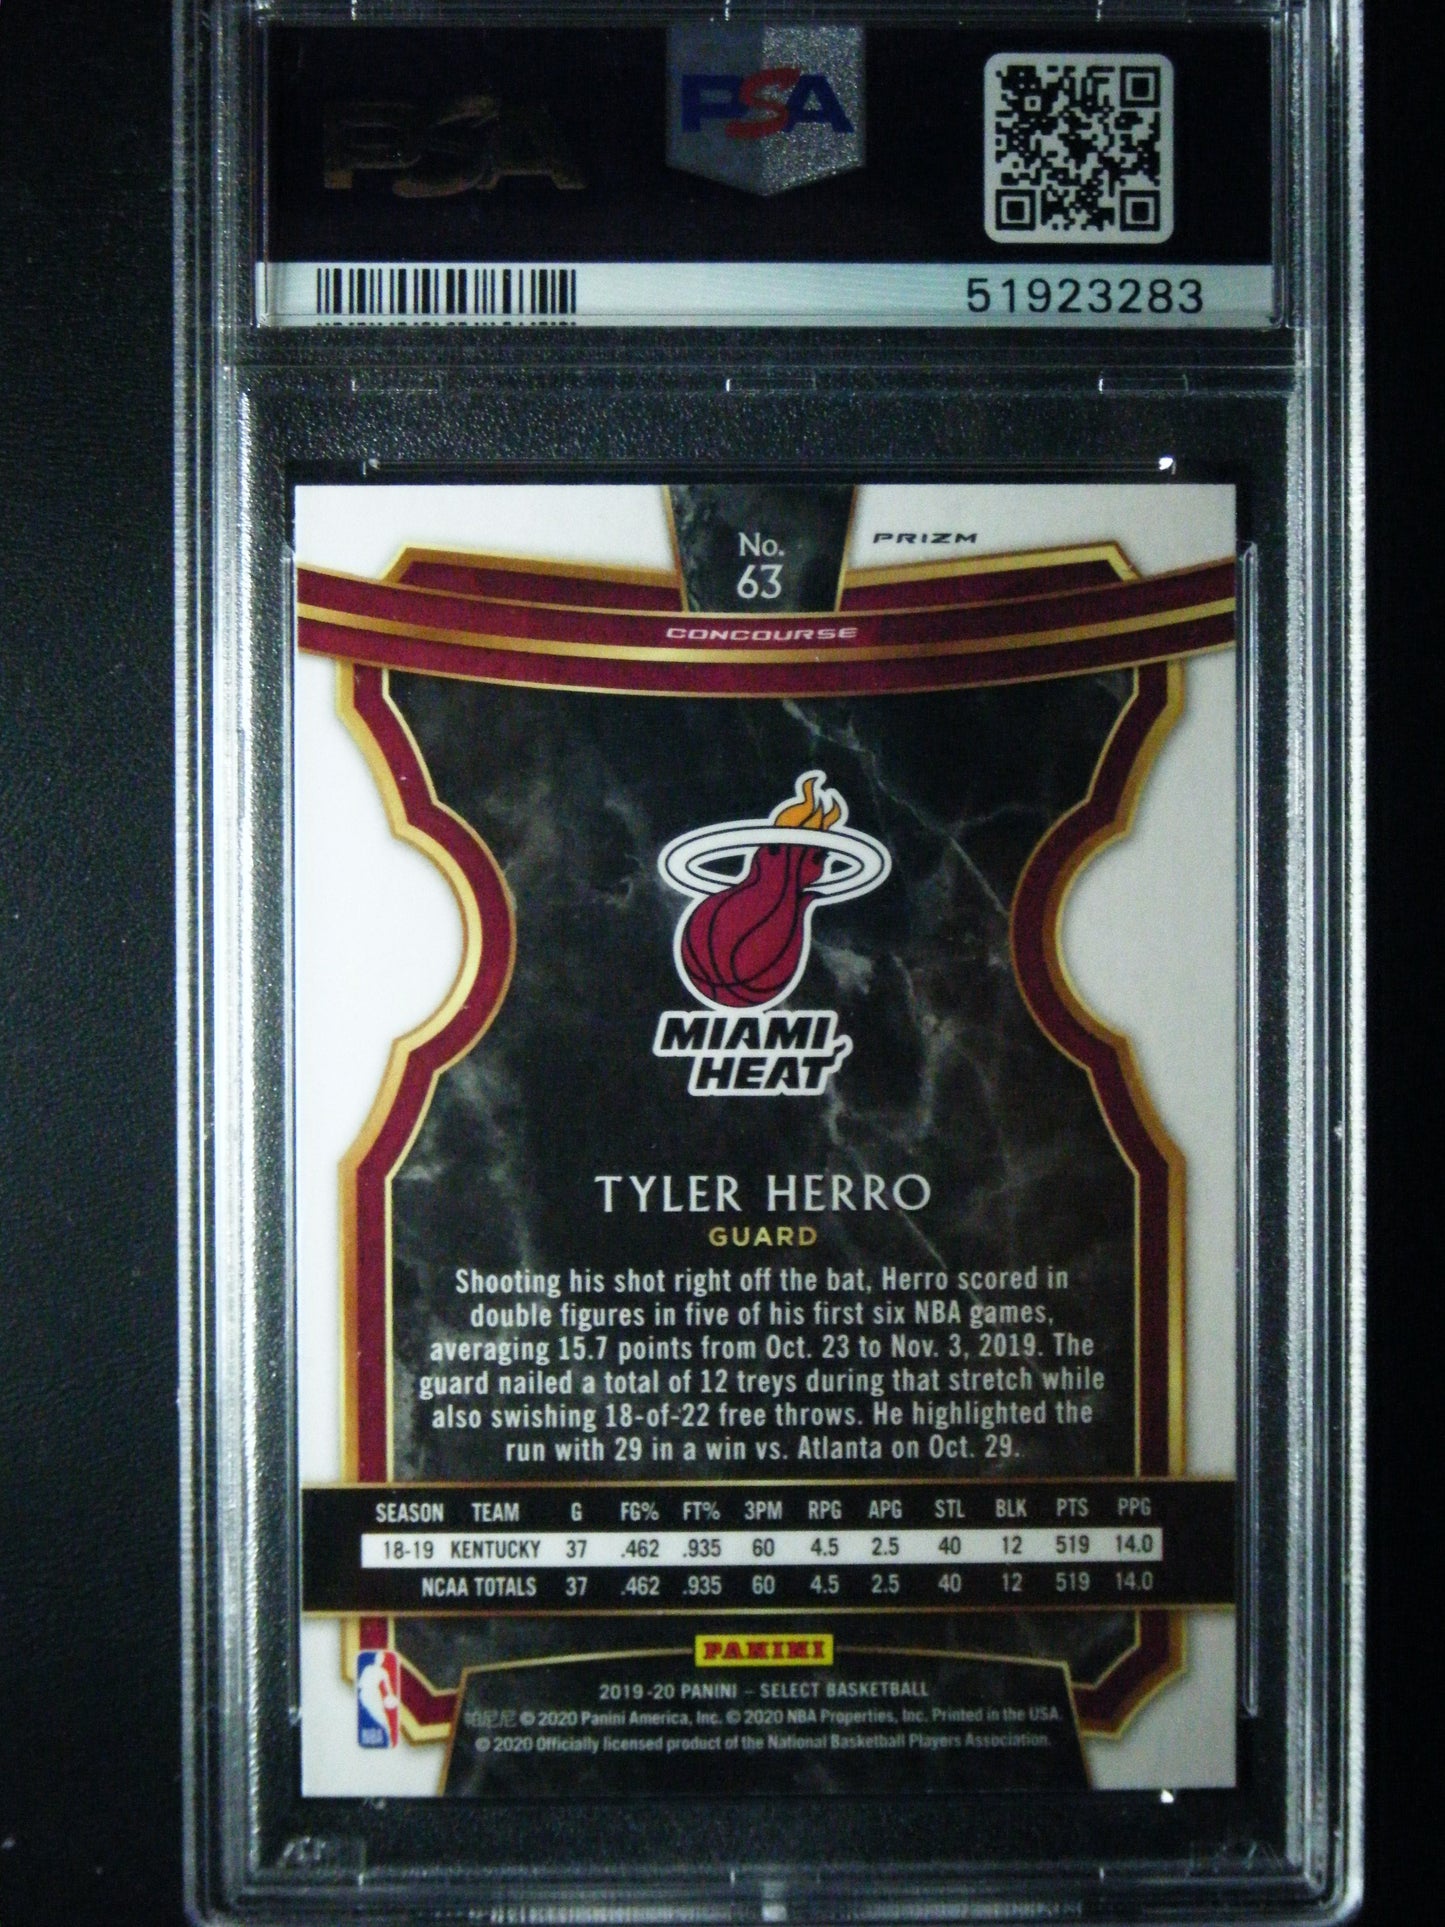 PSA
PSA
51923283
No.
63
PRIZM
CONCOURSE
MIAMI
HEAT
TYLER HERRO
GUARD
Shooting his shot right off the bat, Herro scored in
double figures in five of his first six NBA games,
averaging 15.7 points from Oct. 23 to Nov. 3, 2019. The
guard nailed a total of 12 treys during that stretch while
also swishing 18-of-22 free throws. He highlighted the
run with 29 in a win vs. Atlanta on Oct. 29.
SEASON TEAM G FG% FT% 3PM RPG APG STL BLK PTS PPG
18-19 KENTUCKY 37 .462 .935 60 4.5 2.5 40 12 519 14.0
NCAA TOTALS 37 .462 .935 60 4.5 2.5 40 12 519 14.0
PANINI
NBA
2019-20 PANINI – SELECT BASKETBALL
帕尼尼 © 2020 Panini America, Inc. © 2020 NBA Properties, Inc. Printed in the USA.
© 2020 Officially licensed product of the National Basketball Players Association.